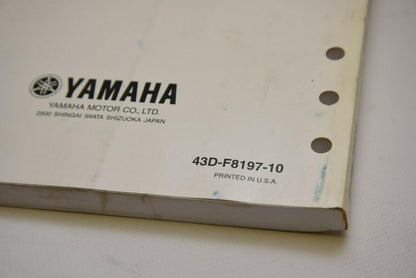 YAMAHA
YAMAHA MOTOR CO., LTD.
2500 SHINGAI IWATA SHIZUOKA JAPAN
43D-F8197-10
PRINTED IN U.S.A.